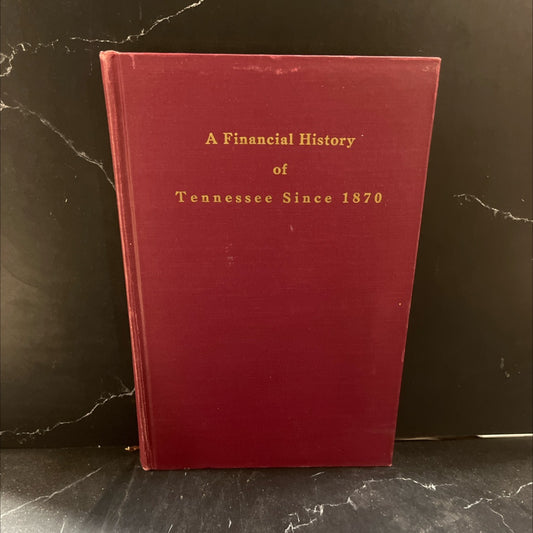 A Financial History
of
Tennessee Since 1870